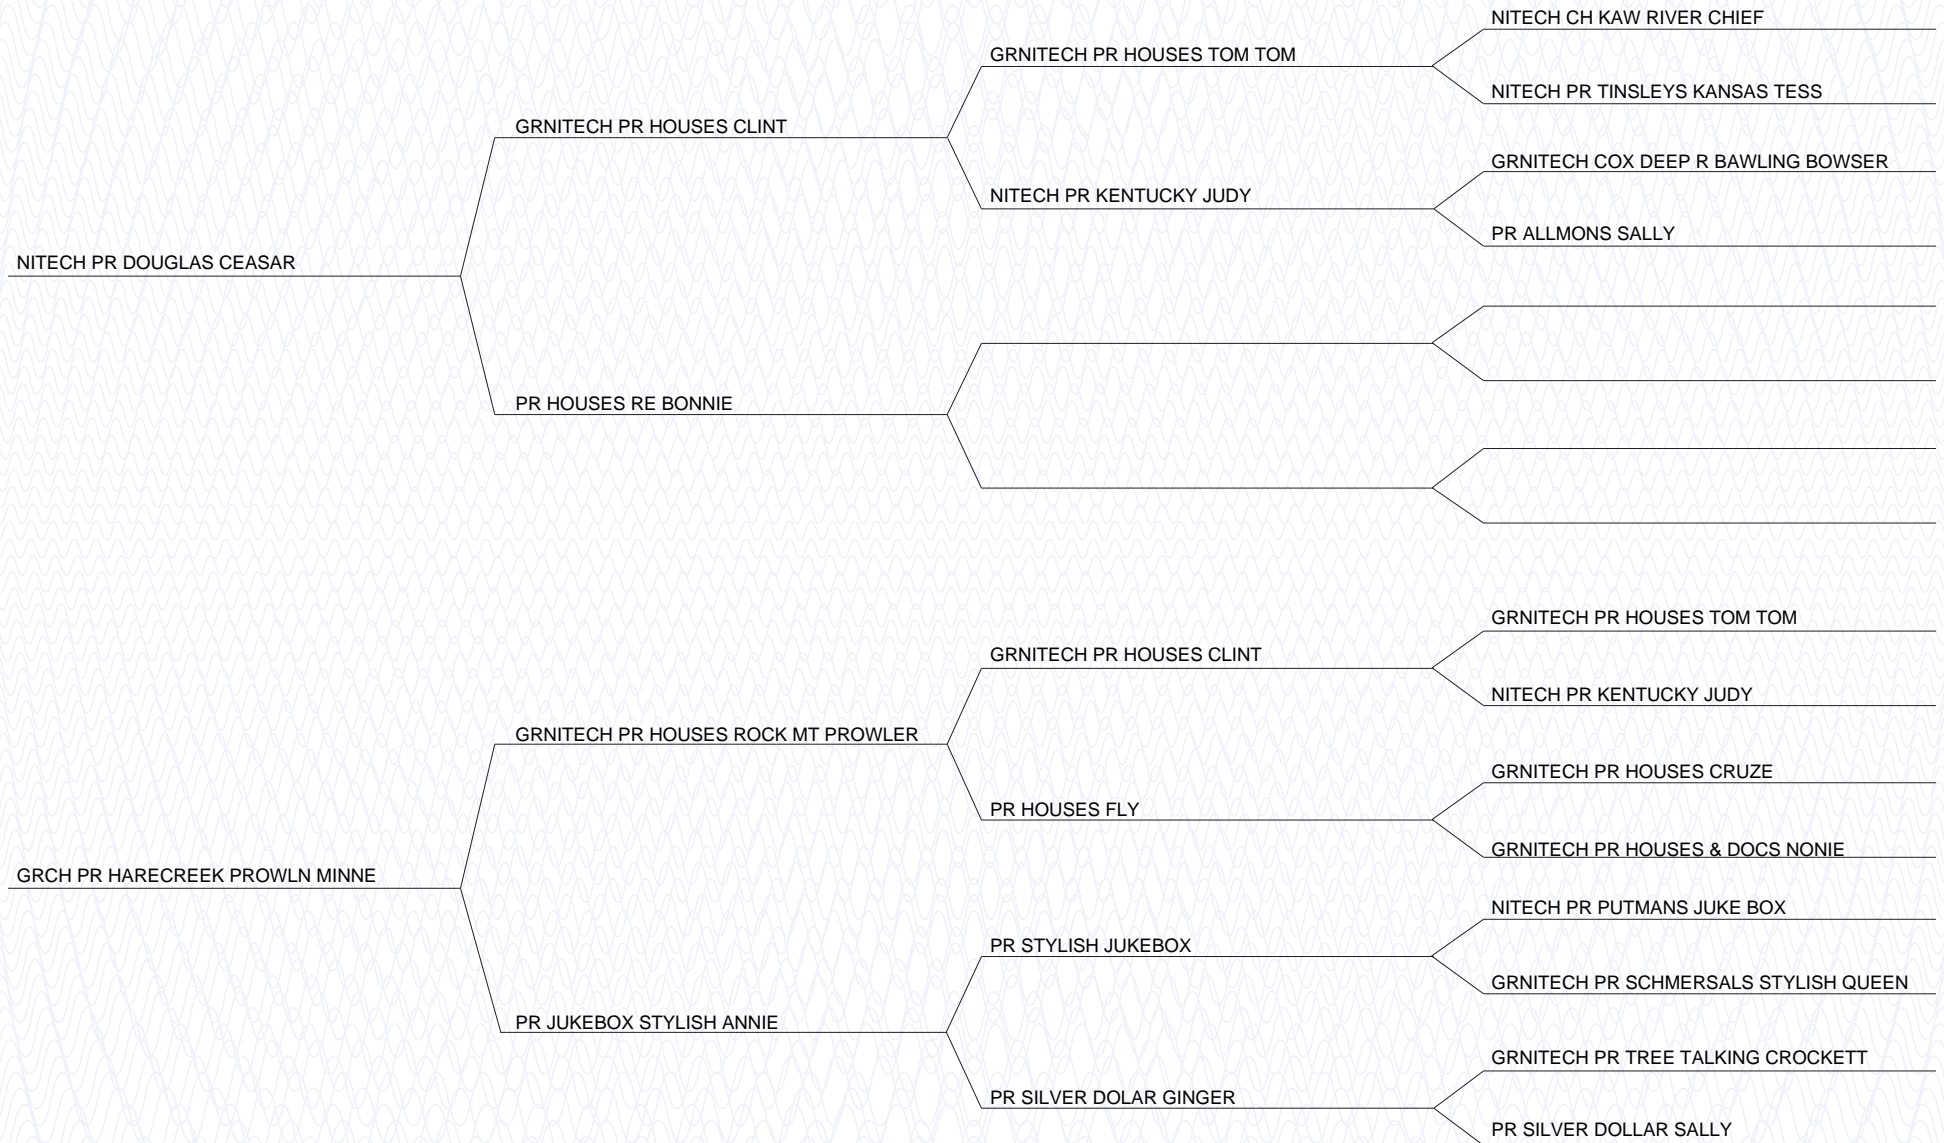 NITECH CH KAW RIVER CHIEF
GRNITECH PR HOUSES TOM TOM
NITECH PR TINSLEYS KANSAS TESS
GRNITECH PR HOUSES CLINT
GRNITECH COX DEEP R BAWLING BOWSER
NITECH PR KENTUCKY JUDY
PR ALLMONS SALLY
NITECH PR DOUGLAS CEASAR
PR HOUSES RE BONNIE
GRNITECH PR HOUSES TOM TOM
GRNITECH PR HOUSES CLINT
NITECH PR KENTUCKY JUDY
GRNITECH PR HOUSES ROCK MT PROWLER
GRNITECH PR HOUSES CRUZE
PR HOUSES FLY
GRNITECH PR HOUSES & DOCS NONIE
GRCH PR HARECREEK PROWLN MINNE
NITECH PR PUTMANS JUKE BOX
PR STYLISH JUKEBOX
GRNITECH PR SCHMERSALS STYLISH QUEEN
PR JUKEBOX STYLISH ANNIE
GRNITECH PR TREE TALKING CROCKETT
PR SILVER DOLAR GINGER
PR SILVER DOLLAR SALLY